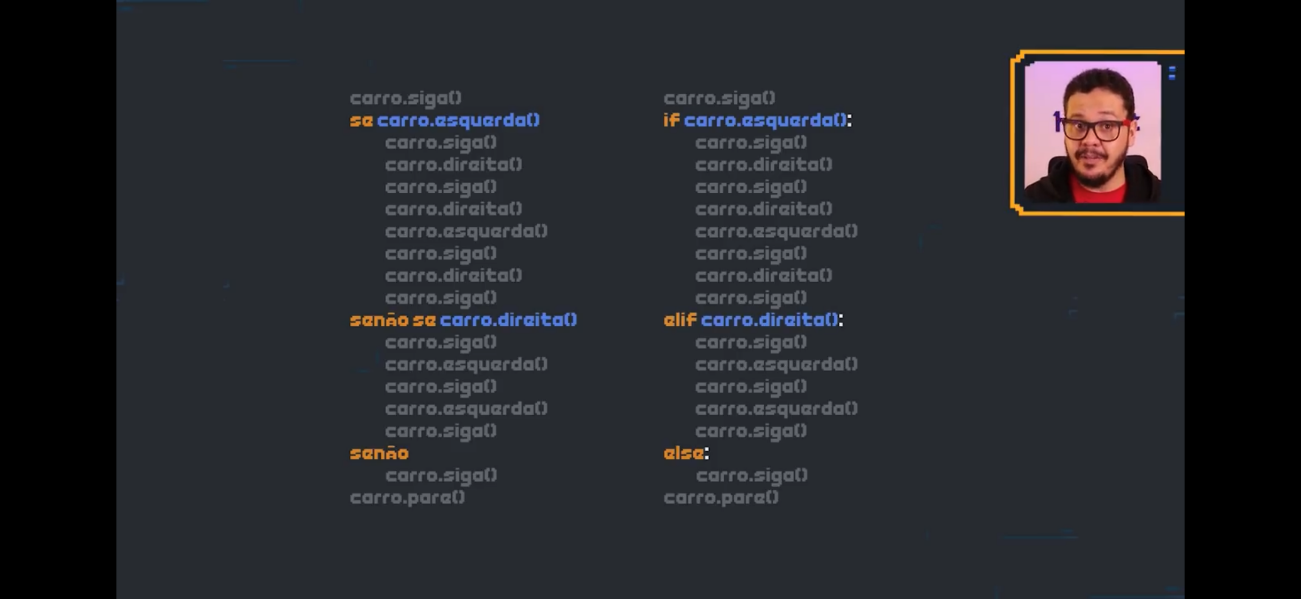 carro.siga()
se carro.esquerda()
carro.siga()
carro.direita()
carro.siga()
carro.direita()
carro.esquerda()
carro.siga()
carro.direita()
carro.siga()
senão se carro.direita()
carro.siga()
carro.esquerda()
carro.siga()
carro.esquerda()
carro.siga()
senão
carro.siga()
carro.pare()
carro.siga()
if carro.esquerda():
carro.siga()
carro.direita()
carro.siga()
carro.direita()
carro.esquerda()
carro.siga()
carro.direita()
carro.siga()
elif carro.direita():
carro.siga()
carro.esquerda()
carro.siga()
carro.esquerda()
carro.siga()
else:
carro.siga()
carro.pare()